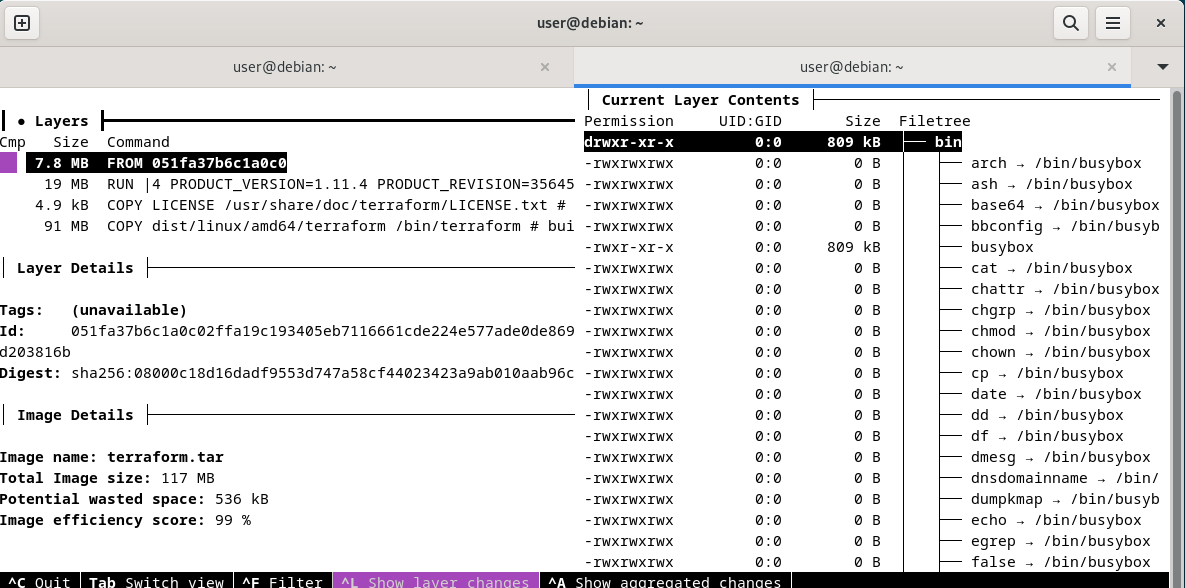 user@debian: ~
user@debian: ~
user@debian: ~
● Layers
Cmp Size Command
7.8 MB FROM 051fa37b6c1a0c0
19 MB RUN |4 PRODUCT_VERSION=1.11.4 PRODUCT_REVISION=35645
4.9 kB COPY LICENSE /usr/share/doc/terraform/LICENSE.txt #
91 MB COPY dist/linux/amd64/terraform /bin/terraform # bui
Layer Details
Tags: (unavailable)
Id: 051fa37b6c1a0c02ffa19c193405eb7116661cde224e577ade0de869
d203816b
Digest: sha256:08000c18d16dadf9553d747a58cf44023423a9ab010aab96c
Image Details
Image name: terraform.tar
Total Image size: 117 MB
Potential wasted space: 536 kB
Image efficiency score: 99 %
Current Layer Contents
Permission UID:GID Size Filetree
drwxr-xr-x 0:0 809 kB ├── bin
-rwxrwxrwx 0:0 0 B │ ├── arch → /bin/busybox
-rwxrwxrwx 0:0 0 B │ ├── ash → /bin/busybox
-rwxrwxrwx 0:0 0 B │ ├── base64 → /bin/busybox
-rwxrwxrwx 0:0 0 B │ ├── bbconfig → /bin/busyb
-rwxr-xr-x 0:0 809 kB │ ├── busybox
-rwxrwxrwx 0:0 0 B │ ├── cat → /bin/busybox
-rwxrwxrwx 0:0 0 B │ ├── chattr → /bin/busybox
-rwxrwxrwx 0:0 0 B │ ├── chgrp → /bin/busybox
-rwxrwxrwx 0:0 0 B │ ├── chmod → /bin/busybox
-rwxrwxrwx 0:0 0 B │ ├── chown → /bin/busybox
-rwxrwxrwx 0:0 0 B │ ├── cp → /bin/busybox
-rwxrwxrwx 0:0 0 B │ ├── date → /bin/busybox
-rwxrwxrwx 0:0 0 B │ ├── dd → /bin/busybox
-rwxrwxrwx 0:0 0 B │ ├── df → /bin/busybox
-rwxrwxrwx 0:0 0 B │ ├── dmesg → /bin/busybox
-rwxrwxrwx 0:0 0 B │ ├── dnsdomainname → /bin/
-rwxrwxrwx 0:0 0 B │ ├── dumpkmap → /bin/busyb
-rwxrwxrwx 0:0 0 B │ ├── echo → /bin/busybox
-rwxrwxrwx 0:0 0 B │ ├── egrep → /bin/busybox
-rwxrwxrwx 0:0 0 B │ ├── false → /bin/busybox
^C Quit | Tab Switch view | ^F Filter | ^L Show layer changes | ^A Show aggregated changes |